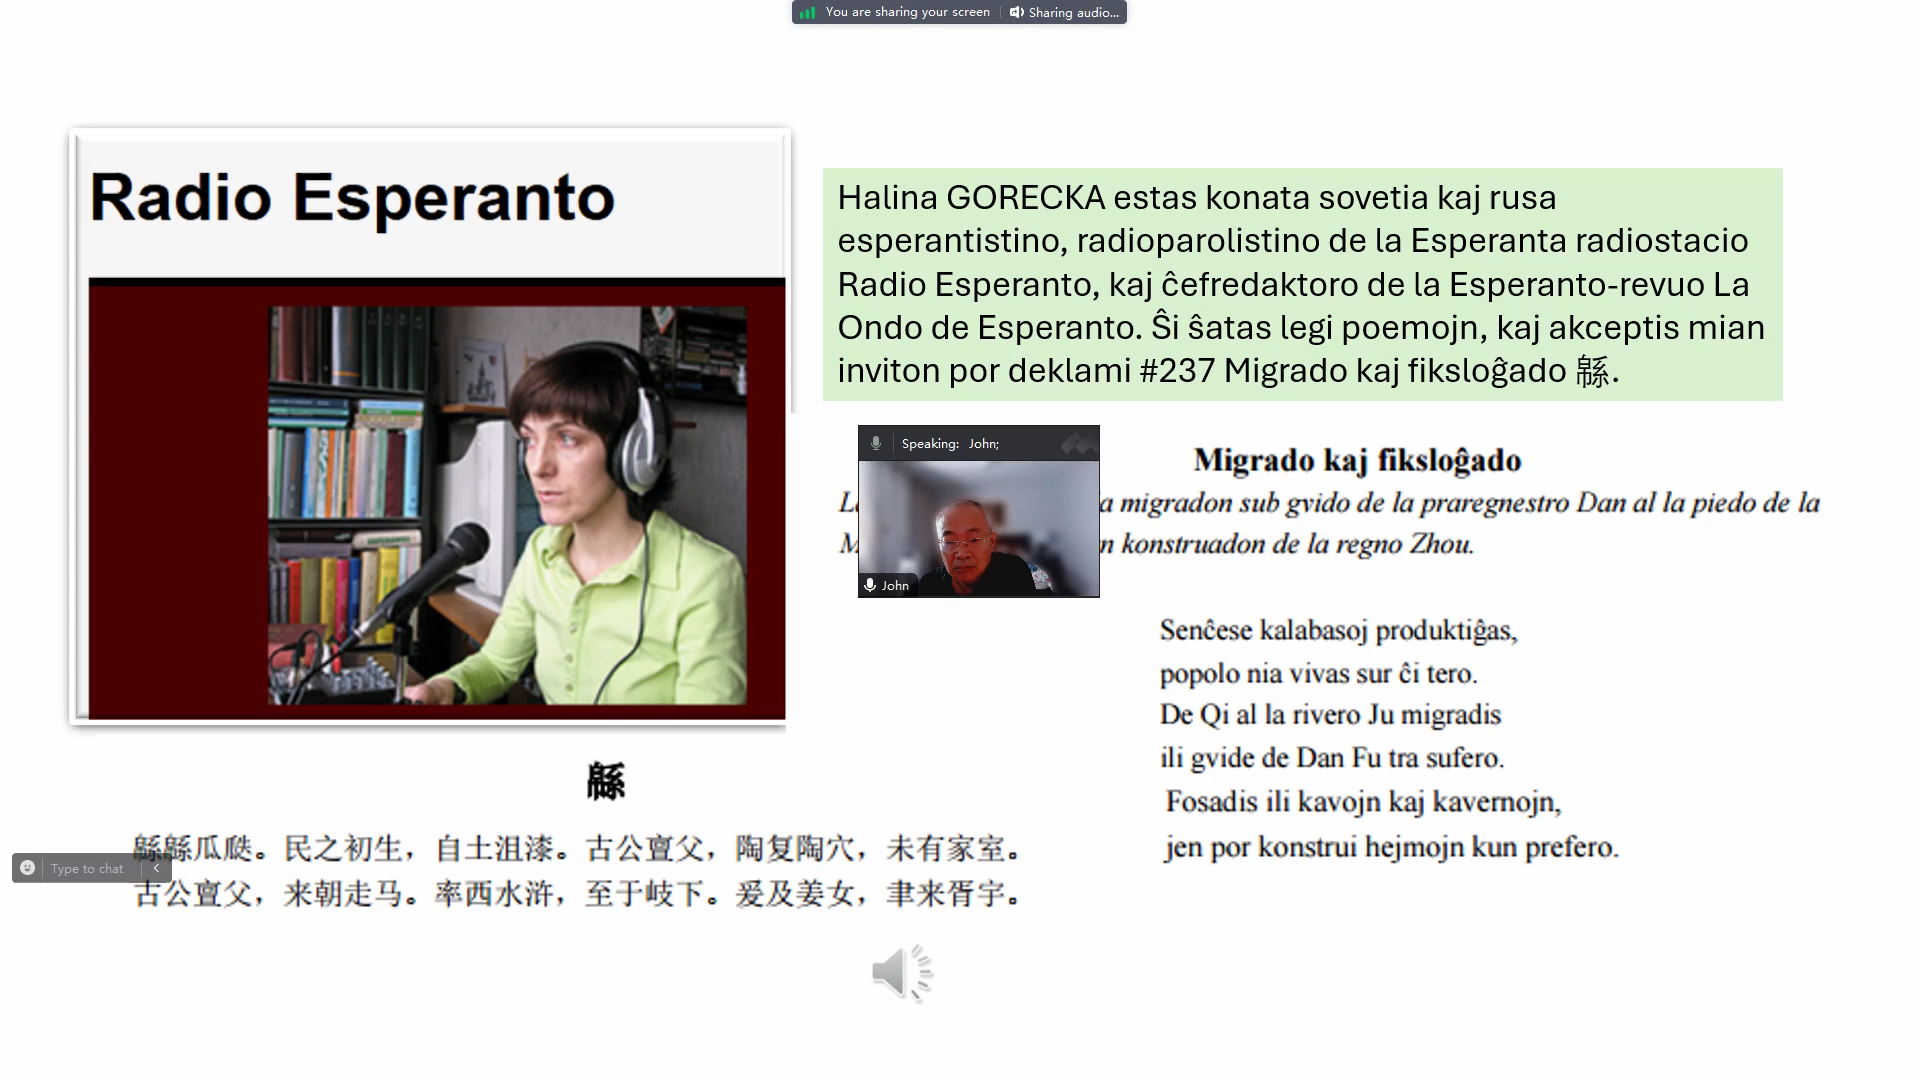 You are sharing your screen
Sharing audio...
Radio Esperanto
Halina GORECKA estas konata sovetia kaj rusa
esperantistino, radioparolistino de la Esperanta radiostacio
Radio Esperanto, kaj ĉefredaktoro de la Esperanto-revuo La
Ondo de Esperanto. Ŝi ŝatas legi poemojn, kaj akceptis mian
inviton por deklami #237 Migrado kaj fiksloĝado 緜.
Speaking: John;
John
Migrado kaj fiksloĝado
migradon sub gvido de la praregnestro Dan al la piedo de la
konstruadon de la regno Zhou.
Senĉese kalabasoj produktiĝas,
popolo nia vivas sur ĉi tero.
De Qi al la rivero Ju migradis
ili gvide de Dan Fu tra sufero.
Fosadis ili kavojn kaj kavernojn,
jen por konstrui hejmojn kun prefero.
緜
緜緜瓜瓞。民之初生，自土沮漆。古公亶父，陶复陶穴，未有家室。
古公亶父，来朝走马。率西水浒，至于岐下。爰及姜女，聿来胥宇。
Type to chat